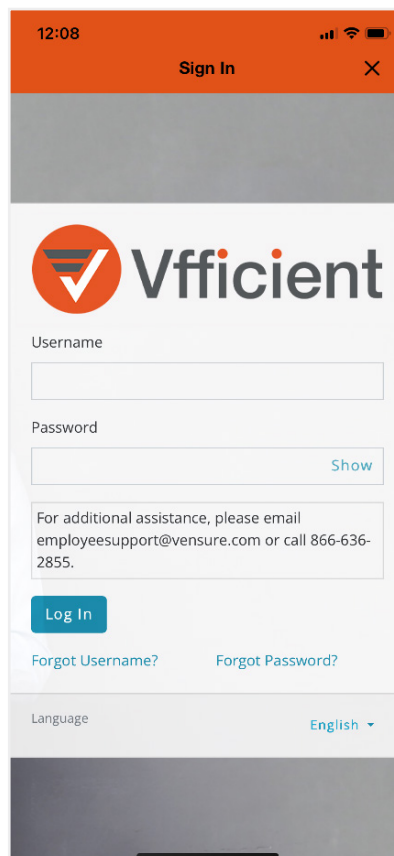 12:08
Sign In
Vfficient
Username
Password
Show
For additional assistance, please email
employeesupport@vensure.com or call 866-636-
2855.
Log In
Forgot Username? Forgot Password?
Language
English